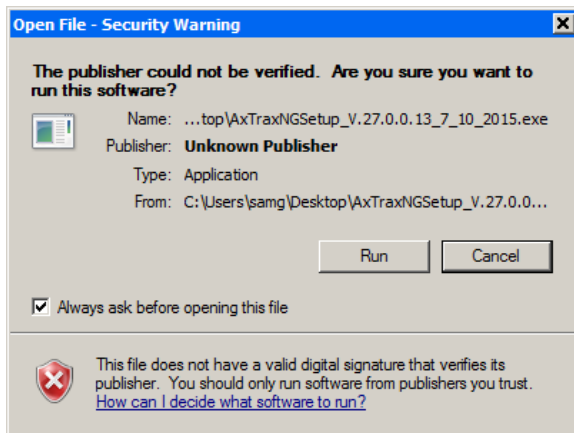 Open File - Security Warning
The publisher could not be verified. Are you sure you want to
run this software?
Name: ...top\AxTraxNGSetup_V.27.0.0.13_7_10_2015.exe
Publisher: Unknown Publisher
Type: Application
From: C:\Users\samg\Desktop\AxTraxNGSetup_V.27.0.0...
Run Cancel
Always ask before opening this file
This file does not have a valid digital signature that verifies its
publisher. You should only run software from publishers you trust.
How can I decide what software to run?